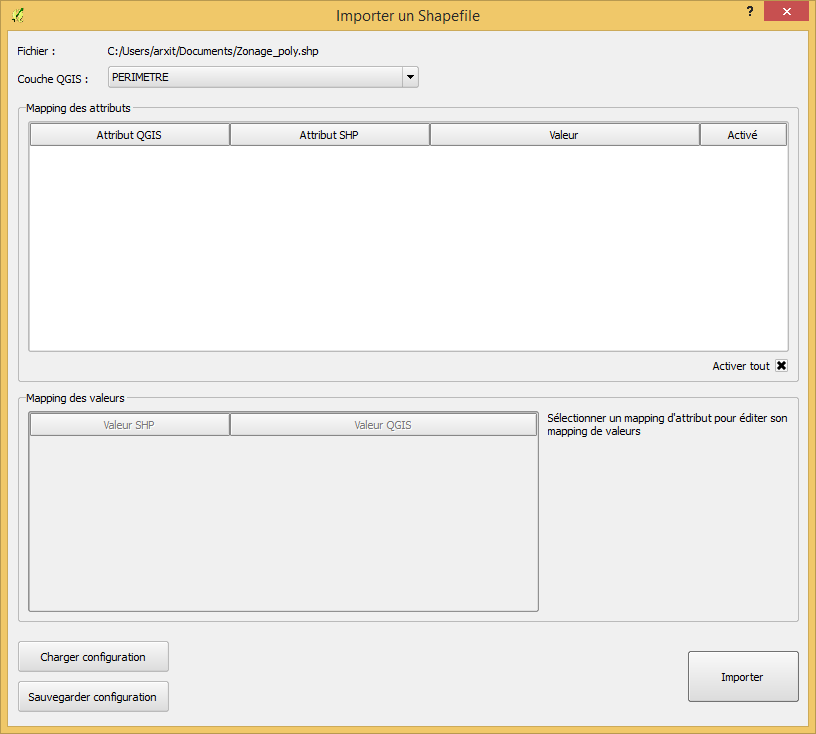 Importer un Shapefile
?
Fichier :
C:/Users/arxit/Documents/Zonage_poly.shp
Couche QGIS :
PERIMETRE
Mapping des attributs
Attribut QGIS
Attribut SHP
Valeur
Activé
Activer tout
Mapping des valeurs
Valeur SHP
Valeur QGIS
Sélectionner un mapping d'attribut pour éditer son
mapping de valeurs
Charger configuration
Sauvegarder configuration
Importer